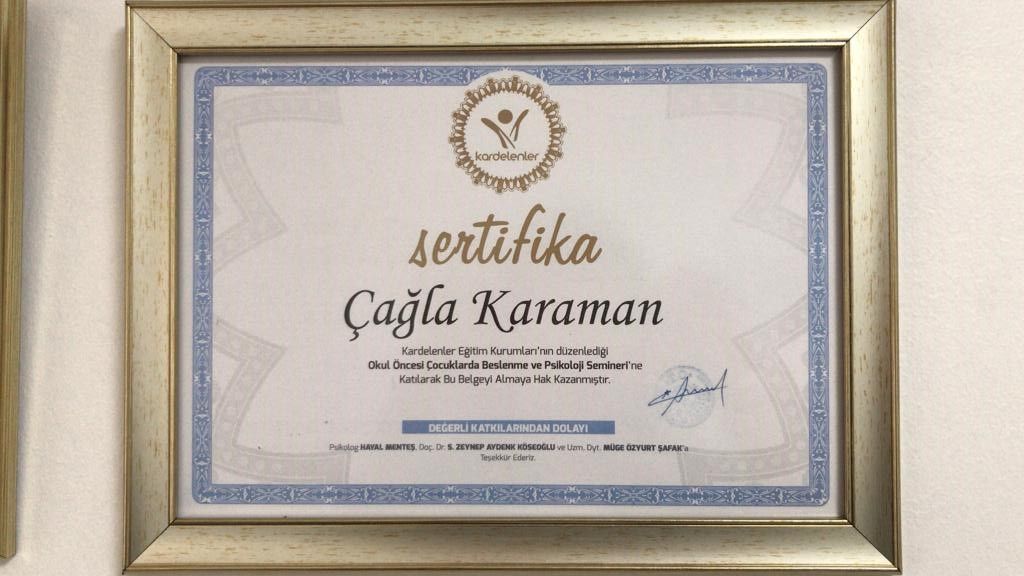 kardelenler
sertifika
Çağla Karaman
Kardelenler Eğitim Kurumları'nın düzenlediği
Okul Öncesi Çocuklarda Beslenme ve Psikoloji Semineri'ne
Katılarak Bu Belgeyi Almaya Hak Kazanmıştır.
DEĞERLİ KATKILARINDAN DOLAYI
Psikolog HAYAL MENTEŞ, Doç. Dr. S. ZEYNEP AYDENK KÖSEOĞLU ve Uzm. Dyt. MÜGE ÖZYURT ŞAFAK'a
Teşekkür Ederiz.